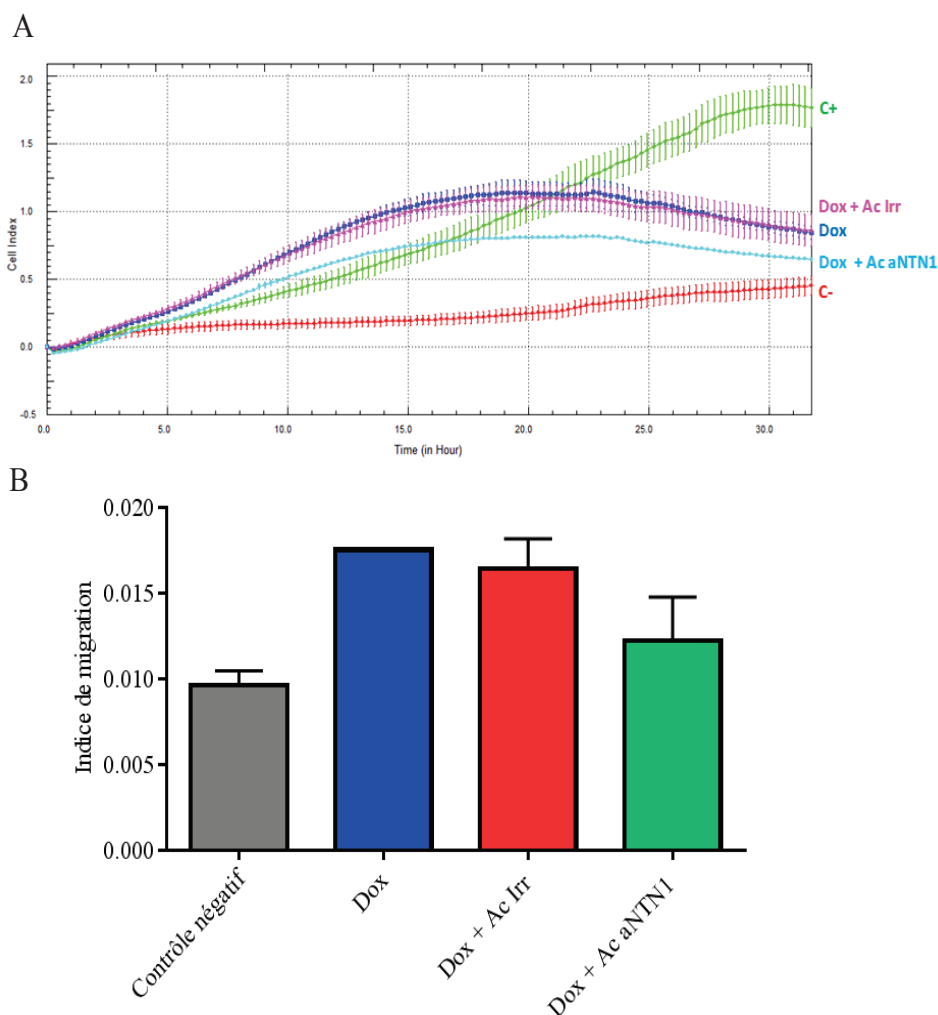 A
2.0
1.5
1.0
0.5
0.0
-0.5
Cell Index
0.0 5.0 10.0 15.0 20.0 25.0 30.0
Time (in Hour)
C+
Dox + Ac Irr
Dox
Dox + Ac aNTN1
C-
B
0.020
0.015
0.010
0.005
0.000
Indice de migration
Contrôle négatif
Dox
Dox + Ac Irr
Dox + Ac aNTN1